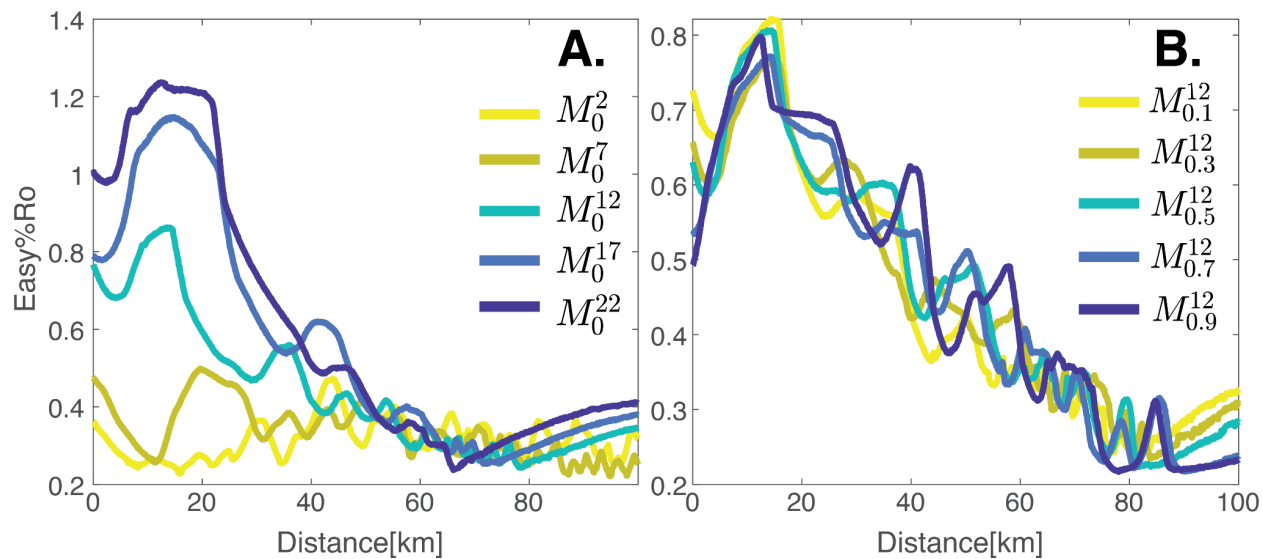 A.
1.4
1.2
1
0.8
0.6
0.4
0.2
Easy%Ro
M_0^2
M_0^7
M_0^12
M_0^17
M_0^22
0 20 40 60 80
Distance[km]
B.
0.8
0.7
0.6
0.5
0.4
0.3
0.2
M_0.1^12
M_0.3^12
M_0.5^12
M_0.7^12
M_0.9^12
0 20 40 60 80 100
Distance[km]